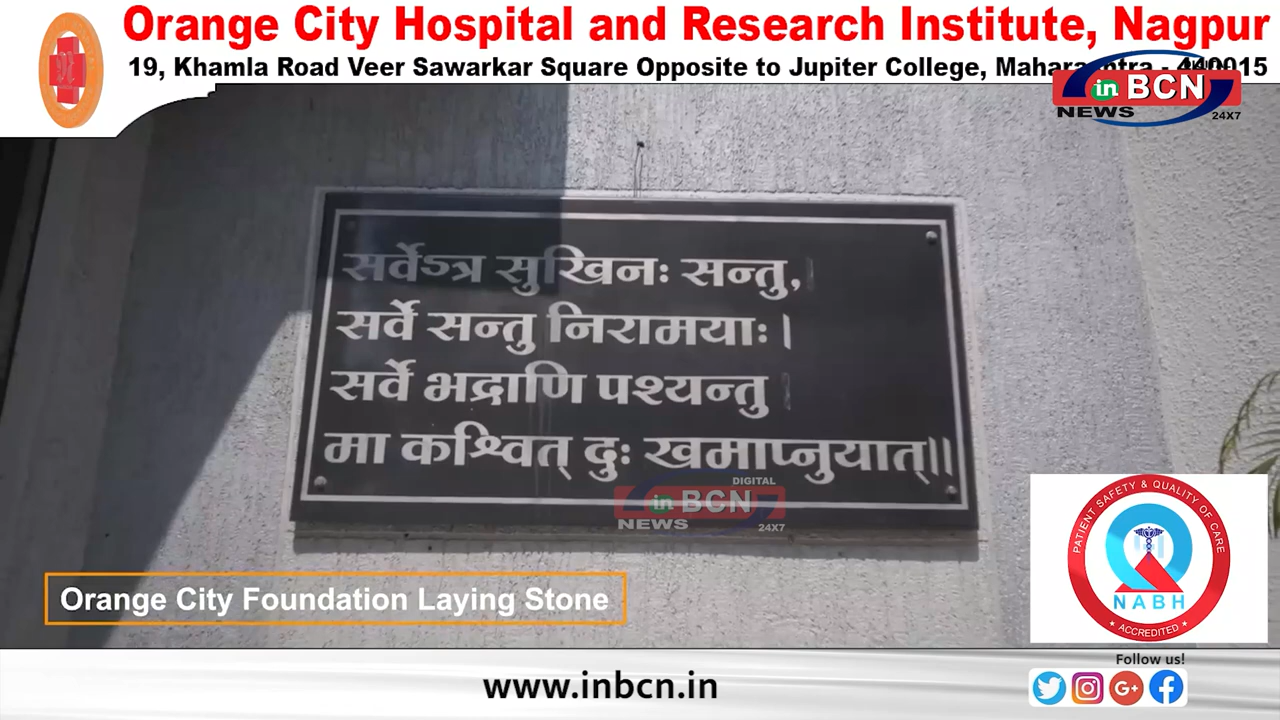 Orange City Hospital and Research Institute, Nagpur
19, Khamla Road Veer Sawarkar Square Opposite to Jupiter College, - 440015
in BCN
NEWS
24X7
सर्वेऽत्र सुखिनः सन्तु,
सर्वे सन्तु निरामयाः।
सर्वे भद्राणि पश्यन्तु
मा कश्वित् दुः खमाप्नुयात्॥
DIGITAL
in BCN
NEWS
24X7
PATIENT SAFETY & QUALITY OF CARE
NABH
ACCREDITED
Orange City Foundation Laying Stone
Follow us!
www.inbcn.in
G+